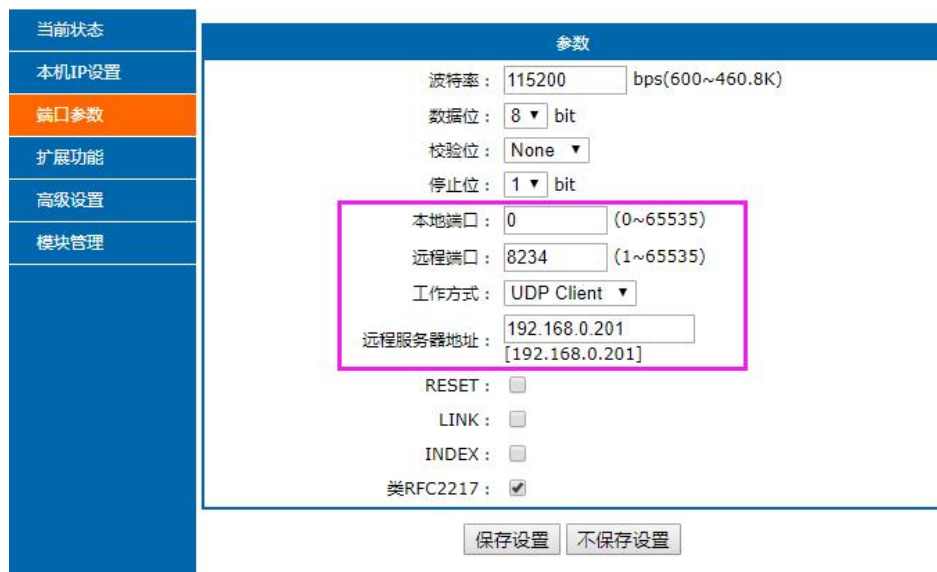 当前状态
本机IP设置
端口参数
扩展功能
高级设置
模块管理
参数
波特率： 115200 bps(600~460.8K)
数据位： 8 bit
校验位： None
停止位： 1 bit
本地端口： 0 (0~65535)
远程端口： 8234 (1~65535)
工作方式： UDP Client
远程服务器地址： 192.168.0.201
[192.168.0.201]
RESET：
LINK：
INDEX：
类RFC2217：
保存设置 不保存设置